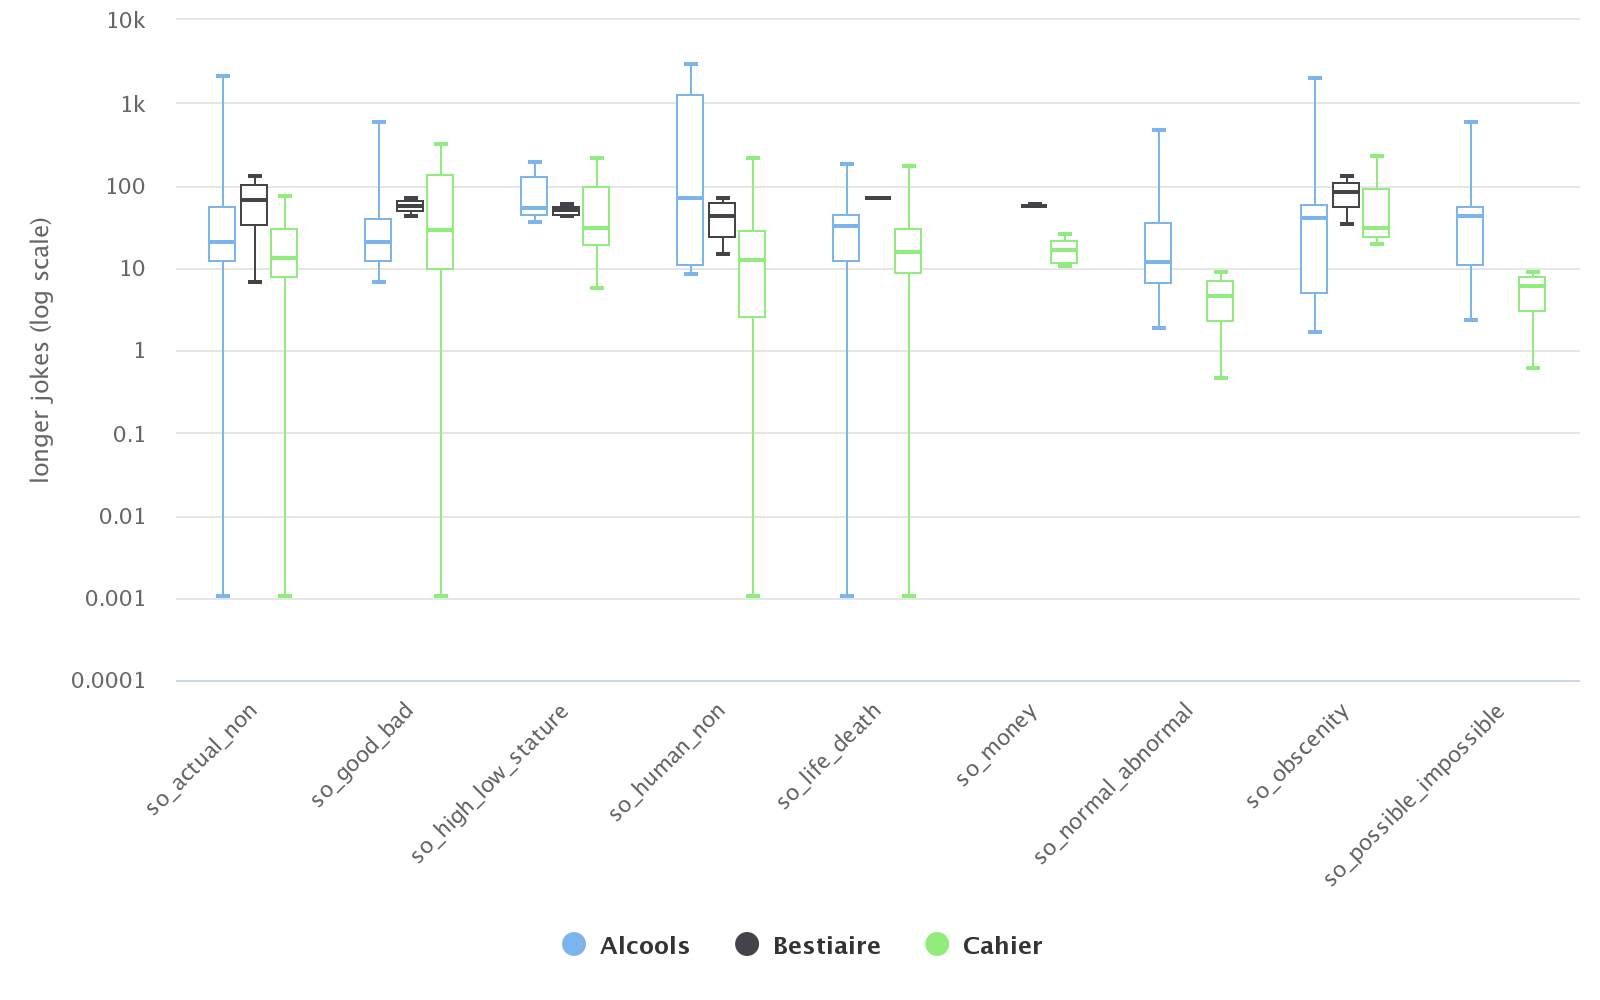 10k
1k
100
10
1
0.1
0.01
0.001
0.0001
longer jokes (log scale)
so_actual_non
so_good_bad
so_high_low_stature
so_human_non
so_life_death
so_money
so_normal_abnormal
so_obscenity
so_possible_impossible
Alcools Bestiaire Cahier